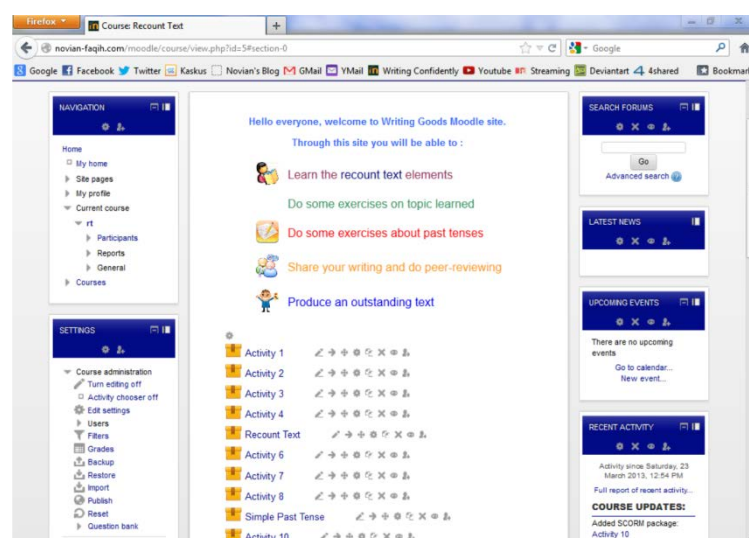 Firefox
Course: Recount Text
novian-faqih.com/moodle/course/view.php?id=5#section-0
Google
Google Facebook Twitter Kaskus Novian's Blog GMail YMail Writing Confidently Youtube Streaming Deviantart 4shared Bookmark
NAVIGATION
Home
My home
Site pages
My profile
Current course
rt
Participants
Reports
General
Courses
SETTINGS
Course administration
Turn editing off
Activity chooser off
Edit settings
Users
Filters
Grades
Backup
Restore
Import
Publish
Reset
Question bank
Hello everyone, welcome to Writing Goods Moodle site.
Through this site you will be able to :
Learn the recount text elements
Do some exercises on topic learned
Do some exercises about past tenses
Share your writing and do peer-reviewing
Produce an outstanding text
Activity 1
Activity 2
Activity 3
Activity 4
Recount Text
Activity 6
Activity 7
Activity 8
Simple Past Tense
Activity 10
SEARCH FORUMS
Go
Advanced search
LATEST NEWS
UPCOMING EVENTS
There are no upcoming
events
Go to calendar...
New event...
RECENT ACTIVITY
Activity since Saturday, 23
March 2013, 12:54 PM
Full report of recent activity...
COURSE UPDATES:
Added SCORM package:
Activity 10